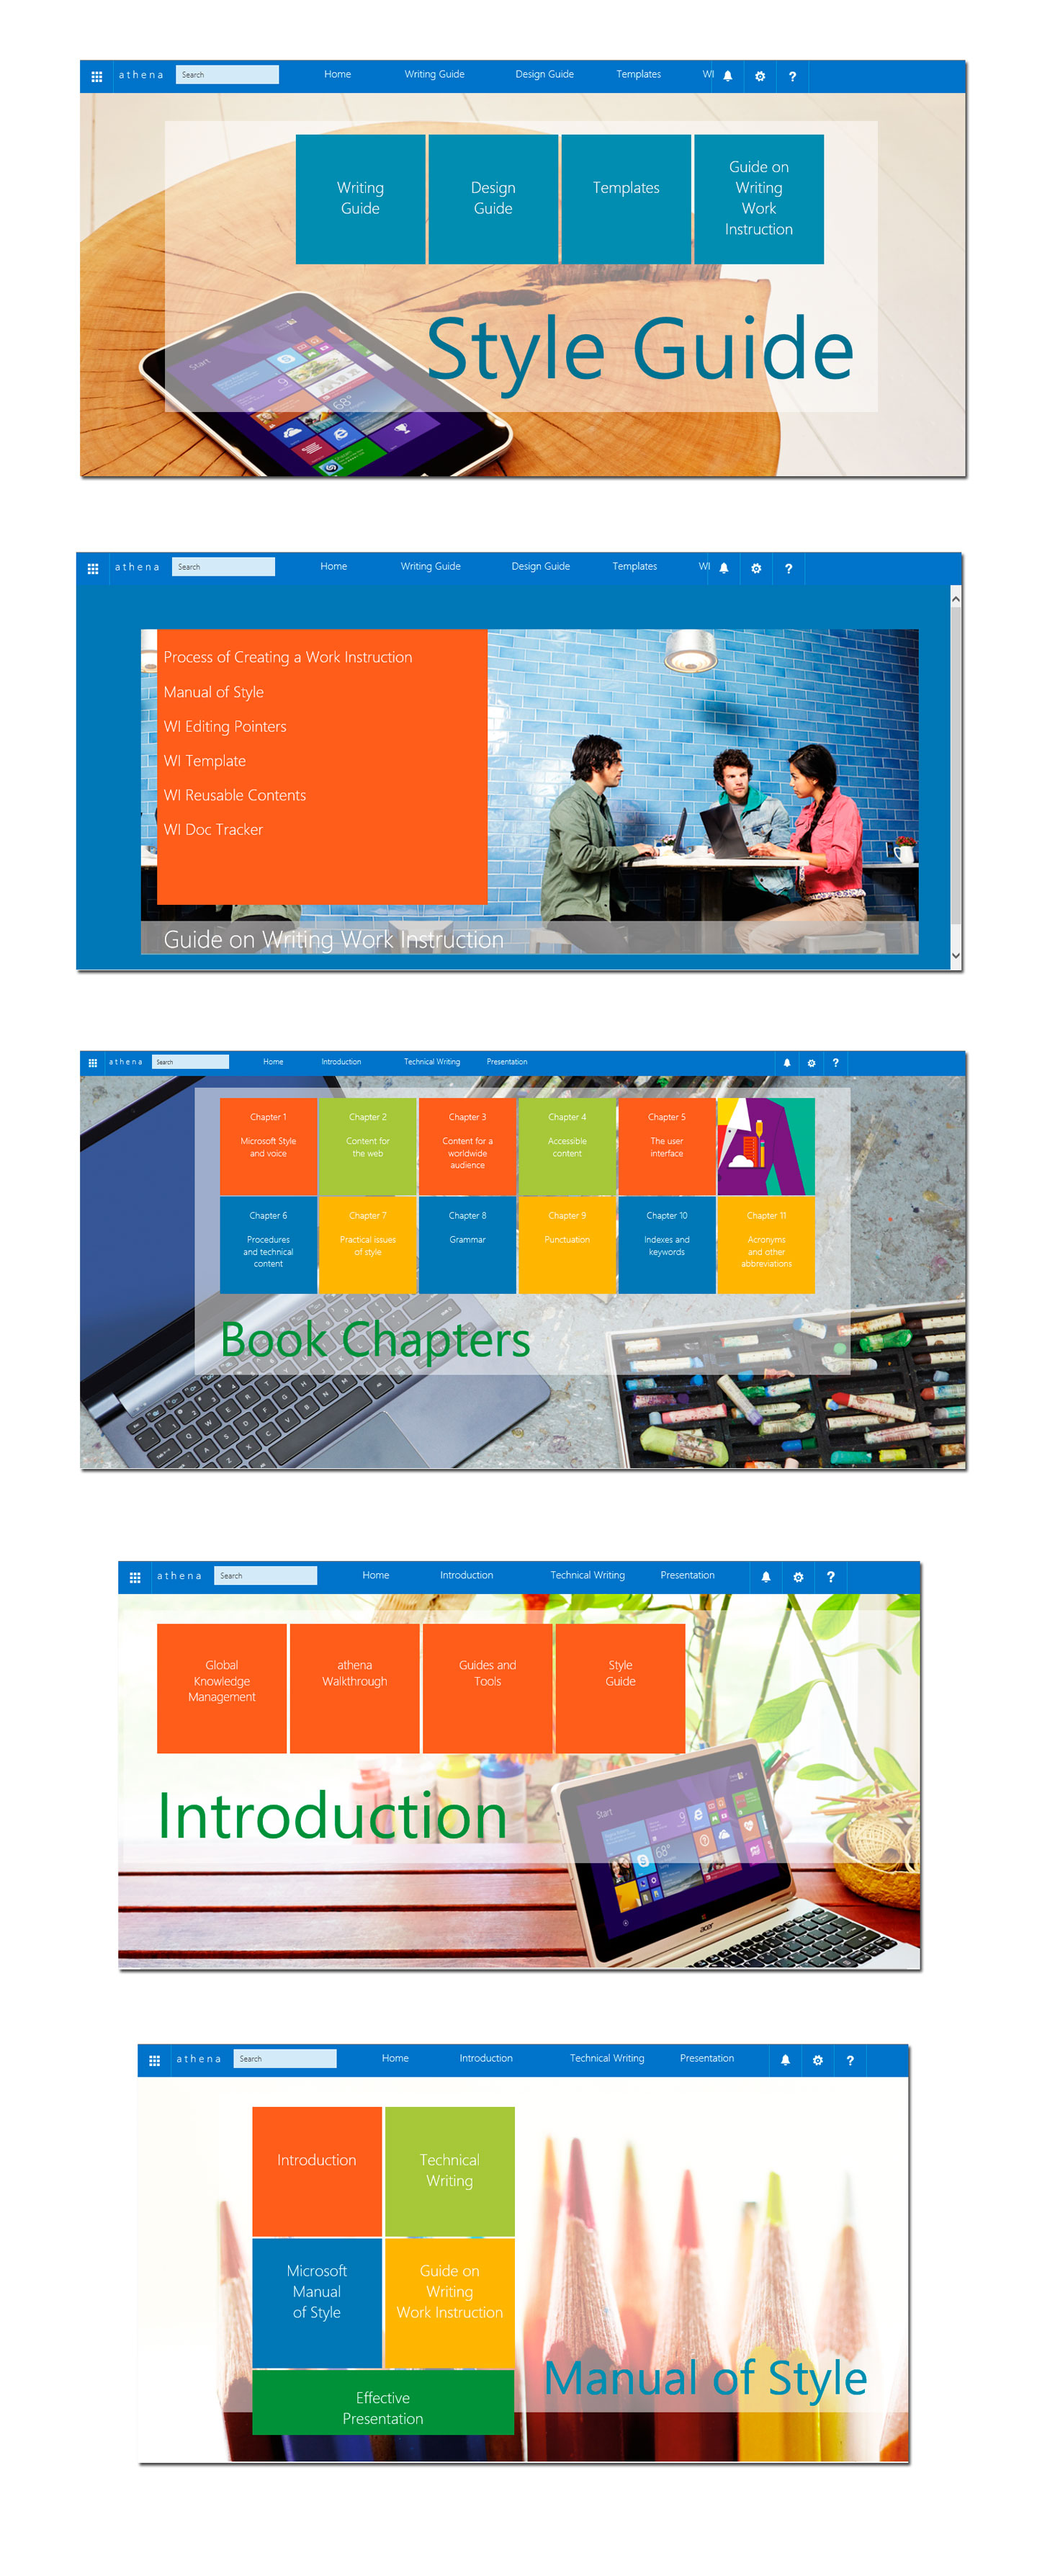 athena
Search
Home
Writing Guide
Design Guide
Templates
WI
?
Writing
Guide
Design
Guide
Templates
Guide on
Writing
Work
Instruction
Start
68°
Style Guide
athena
Search
Home
Writing Guide
Design Guide
Templates
WI
?
Process of Creating a Work Instruction
Manual of Style
WI Editing Pointers
WI Template
WI Reusable Contents
WI Doc Tracker
Guide on Writing Work Instruction
athena
Search
Home
Introduction
Technical Writing
Presentation
?
Chapter 1
Microsoft Style
and voice
Chapter 2
Content for
the web
Chapter 3
Content for a
worldwide
audience
Chapter 4
Accessible
content
Chapter 5
The user
interface
Chapter 6
Procedures
and technical
content
Chapter 7
Practical issues
of style
Chapter 8
Grammar
Chapter 9
Punctuation
Chapter 10
Indexes and
keywords
Chapter 11
Acronyms
and other
abbreviations
Book Chapters
athena
Search
Home
Introduction
Technical Writing
Presentation
?
Global
Knowledge
Management
athena
Walkthrough
Guides and
Tools
Style
Guide
Introduction
Start
68°
acer
athena
Search
Home
Introduction
Technical Writing
Presentation
?
Introduction
Technical
Writing
Microsoft
Manual
of Style
Guide on
Writing
Work Instruction
Effective
Presentation
Manual of Style